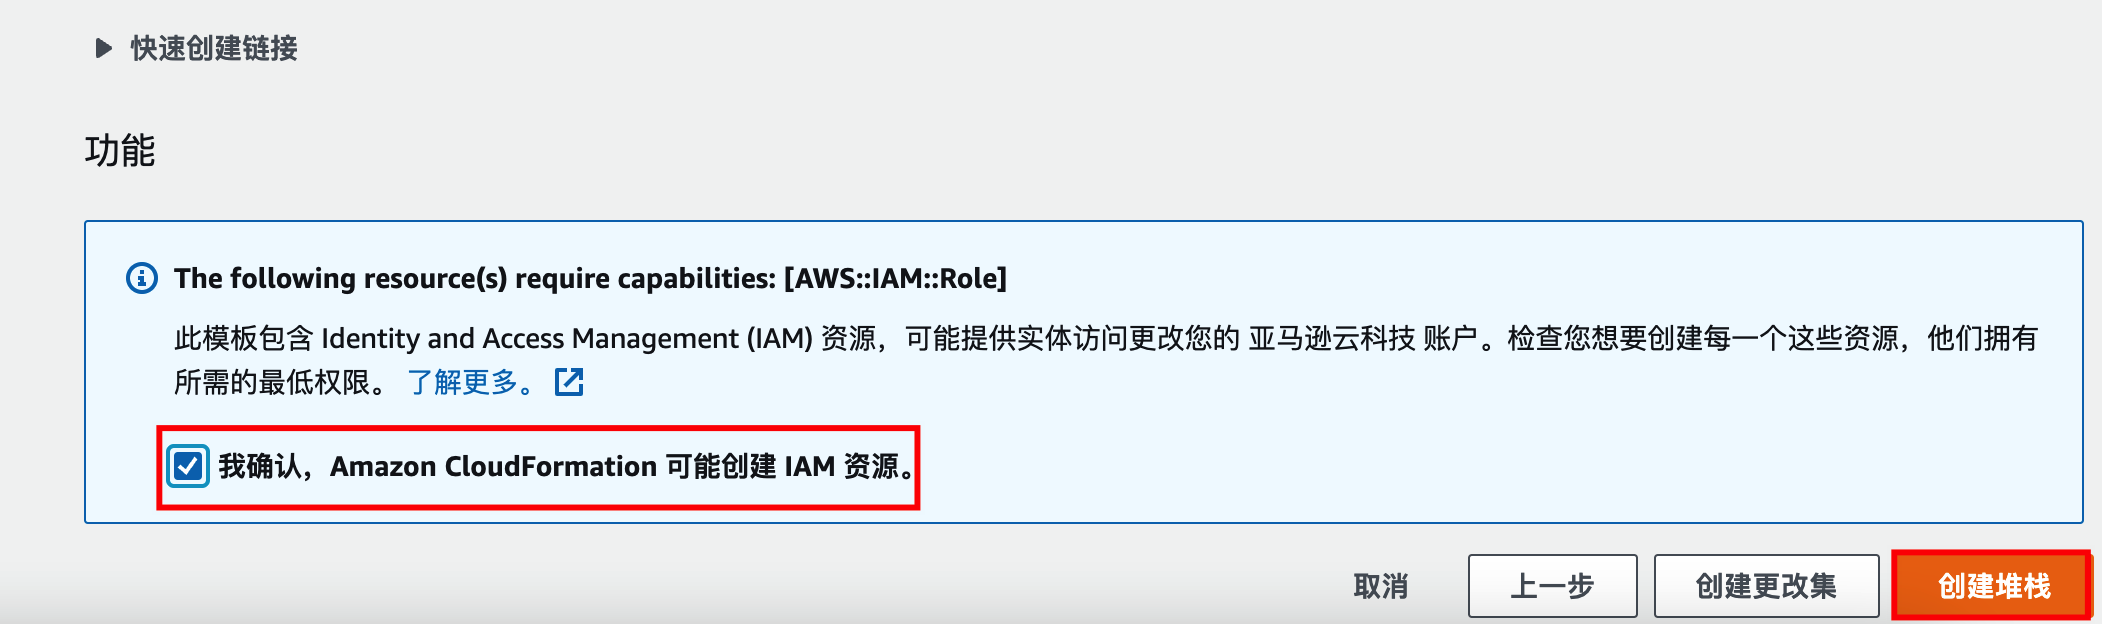 快速创建链接
功能
The following resource(s) require capabilities: [AWS::IAM::Role]
此模板包含 Identity and Access Management (IAM) 资源，可能提供实体访问更改您的 亚马逊云科技 账户。检查您想要创建每一个这些资源，他们拥有
所需的最低权限。 了解更多。
我确认，Amazon CloudFormation 可能创建 IAM 资源。
取消 上一步 创建更改集 创建堆栈